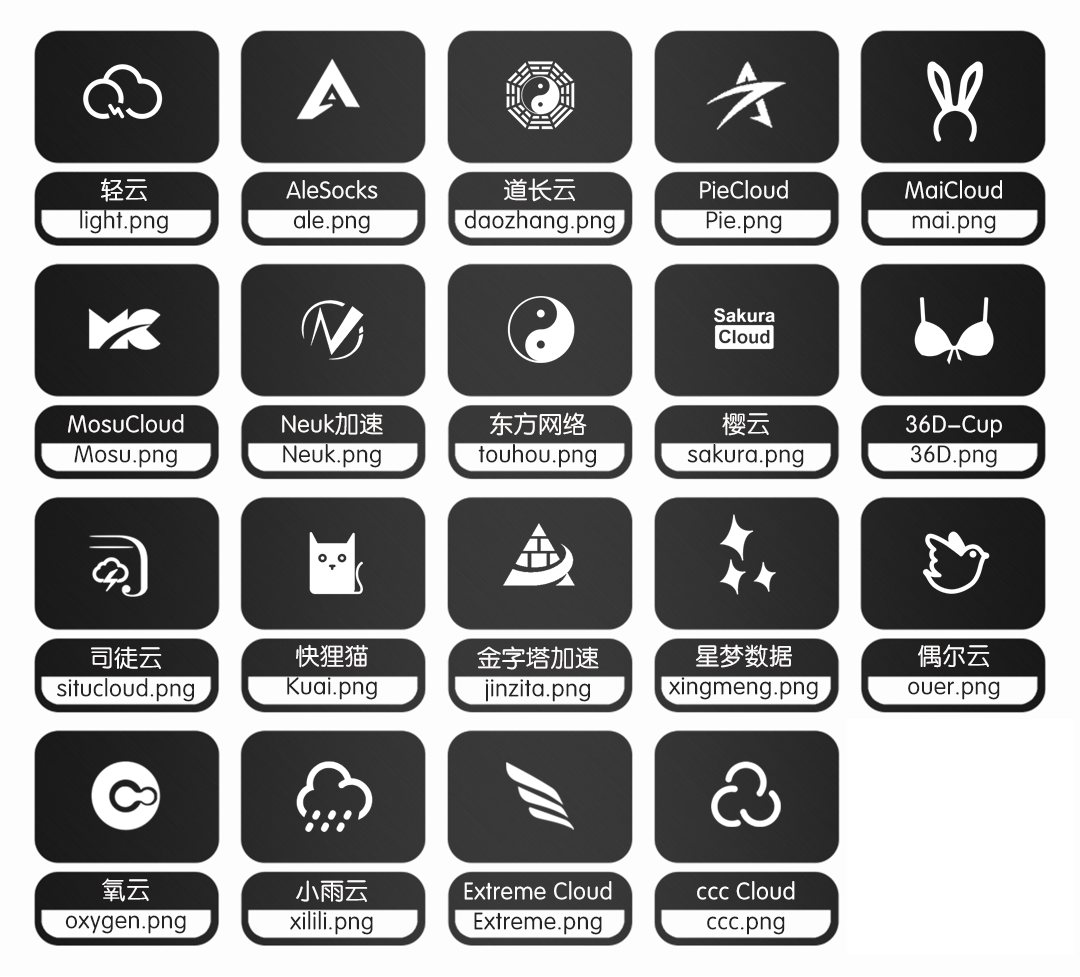 轻云
light.png
AleSocks
ale.png
道长云
daozhang.png
PieCloud
Pie.png
MaiCloud
mai.png
MosuCloud
Mosu.png
Neuk加速
Neuk.png
东方网络
touhou.png
Sakura
Cloud
樱云
sakura.png
36D-Cup
36D.png
司徒云
situcloud.png
快狸猫
Kuai.png
金字塔加速
jinzita.png
星梦数据
xingmeng.png
偶尔云
ouer.png
氧云
oxygen.png
小雨云
xilili.png
Extreme Cloud
Extreme.png
ccc Cloud
ccc.png